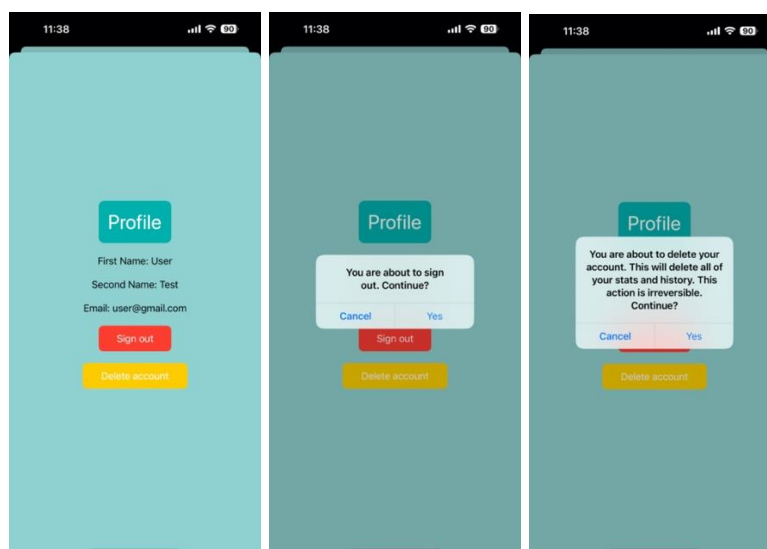 11:38
90
Profile
First Name: User
Second Name: Test
Email: user@gmail.com
Sign out
Delete account
11:38
90
Profile
You are about to sign
out. Continue?
Cancel Yes
Sign out
Delete account
11:38
90
Profile
You are about to delete your
account. This will delete all of
your stats and history. This
action is irreversible.
Continue?
Cancel Yes
Delete account